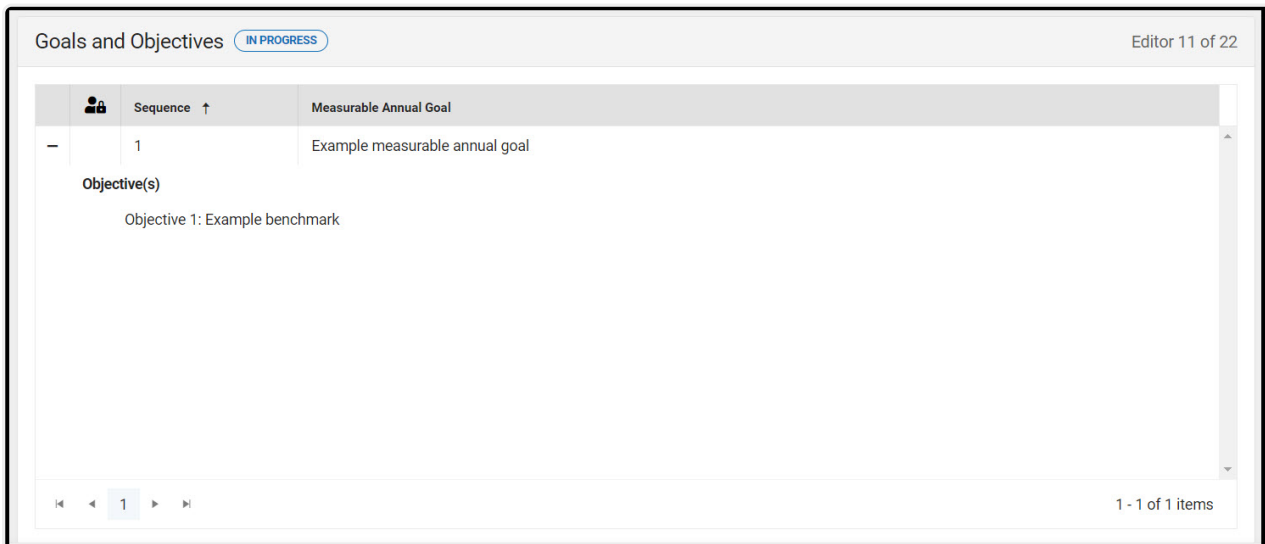 Goals and Objectives IN PROGRESS Editor 11 of 22
Sequence ↑ Measurable Annual Goal
1 Example measurable annual goal
Objective(s)
Objective 1: Example benchmark
1 1 - 1 of 1 items